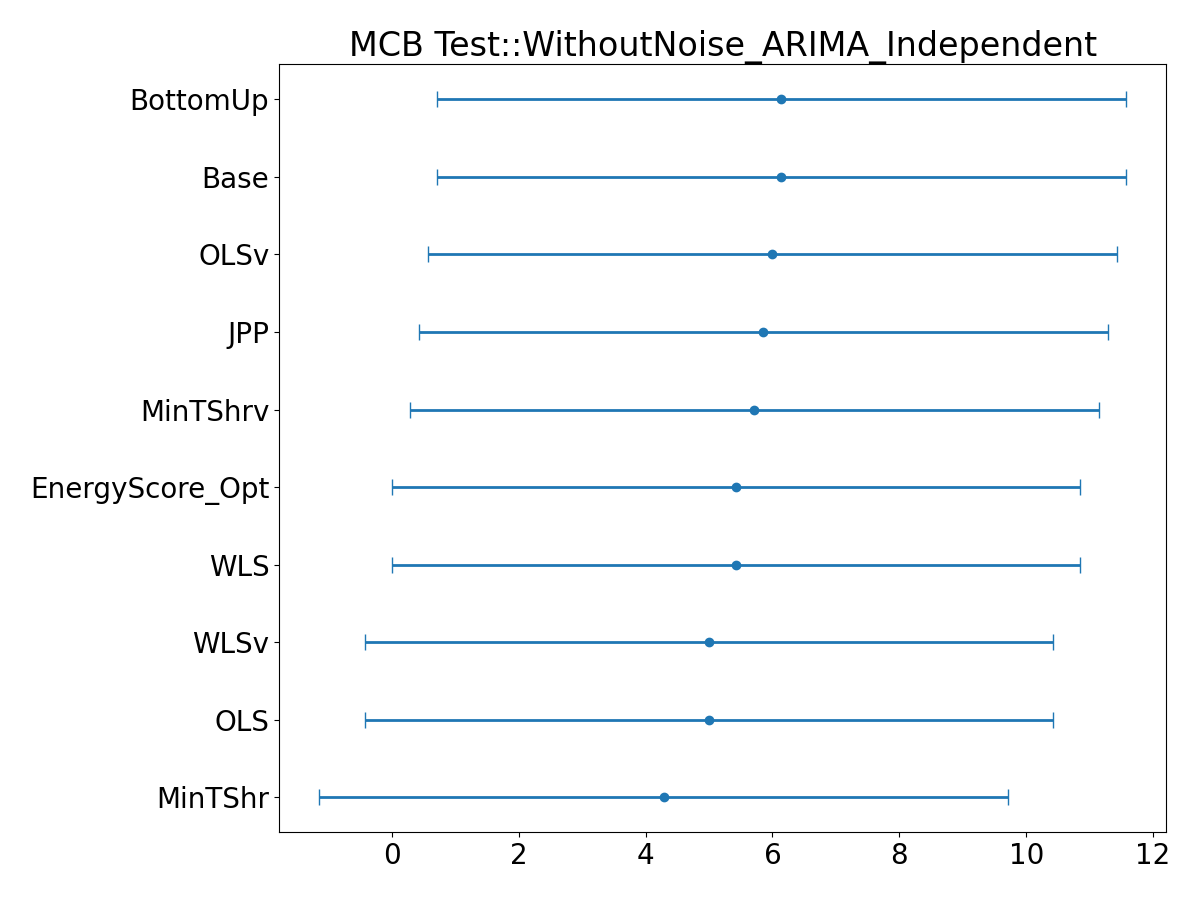 MCB Test::WithoutNoise_ARIMA_Independent
BottomUp
Base
OLSv
JPP
MinTShrv
EnergyScore_Opt
WLS
WLSv
OLS
MinTShr
0 2 4 6 8 10 12